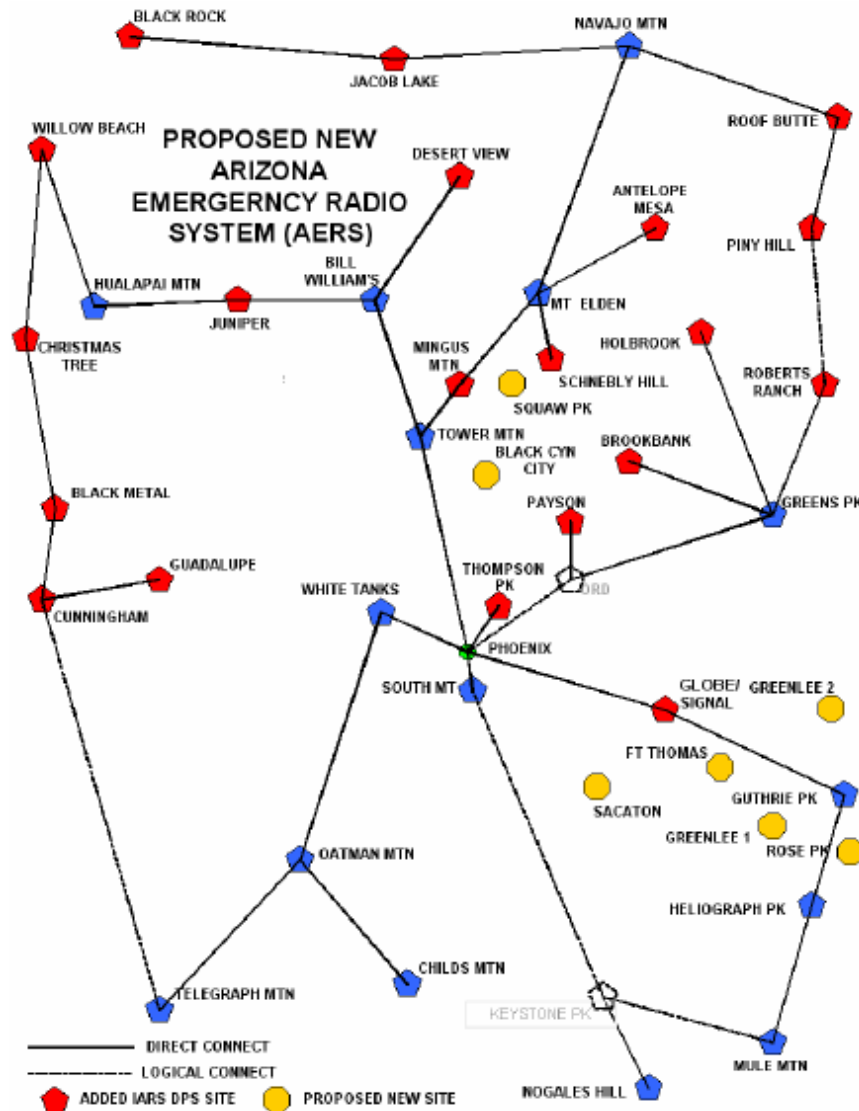 BLACK ROCK
NAVAJO MTN
JACOB LAKE
ROOF BUTTE
WILLOW BEACH
PROPOSED NEW
ARIZONA
EMERGERNCY RADIO
SYSTEM (AERS)
DESERT VIEW
ANTELOPE
MESA
PINY HILL
BILL
WILLIAM'S
HUALAPAI MTN
JUNIPER
MT ELDEN
CHRISTMAS
TREE
MINGUS
MTN
SCHNEBLY HILL
HOLBROOK
ROBERTS
RANCH
SQUAW PK
TOWER MTN
BLACK CYN
CITY
BROOKBANK
BLACK METAL
PAYSON
GREENS PK
GUADALUPE
THOMPSON
PK
ORD
CUNNINGHAM
WHITE TANKS
PHOENIX
SOUTH MT
GLOBE/
SIGNAL
GREENLEE 2
FT THOMAS
SACATON
GUTHRIE PK
GREENLEE 1
ROSE PK
OATMAN MTN
HELIOGRAPH PK
CHILDS MTN
TELEGRAPH MTN
KEYSTONE PK
MULE MTN
NOGALES HILL
DIRECT CONNECT
LOGICAL CONNECT
ADDED IARS DPS SITE
PROPOSED NEW SITE